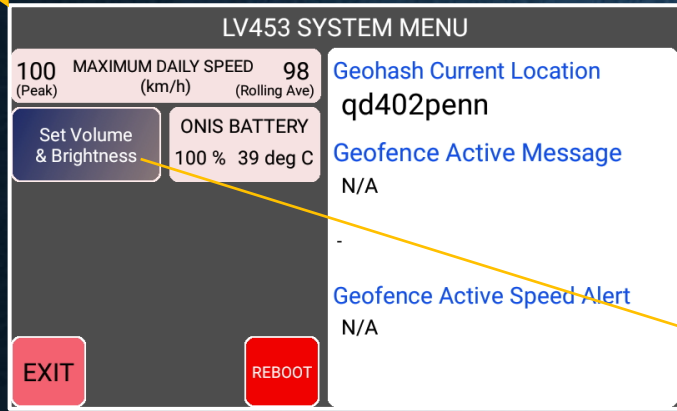 LV453 SYSTEM MENU
100 MAXIMUM DAILY SPEED 98
(Peak) (km/h) (Rolling Ave)
Set Volume
& Brightness
ONIS BATTERY
100 % 39 deg C
EXIT
REBOOT
Geohash Current Location
qd402penn
Geofence Active Message
N/A
-
Geofence Active Speed Alert
N/A